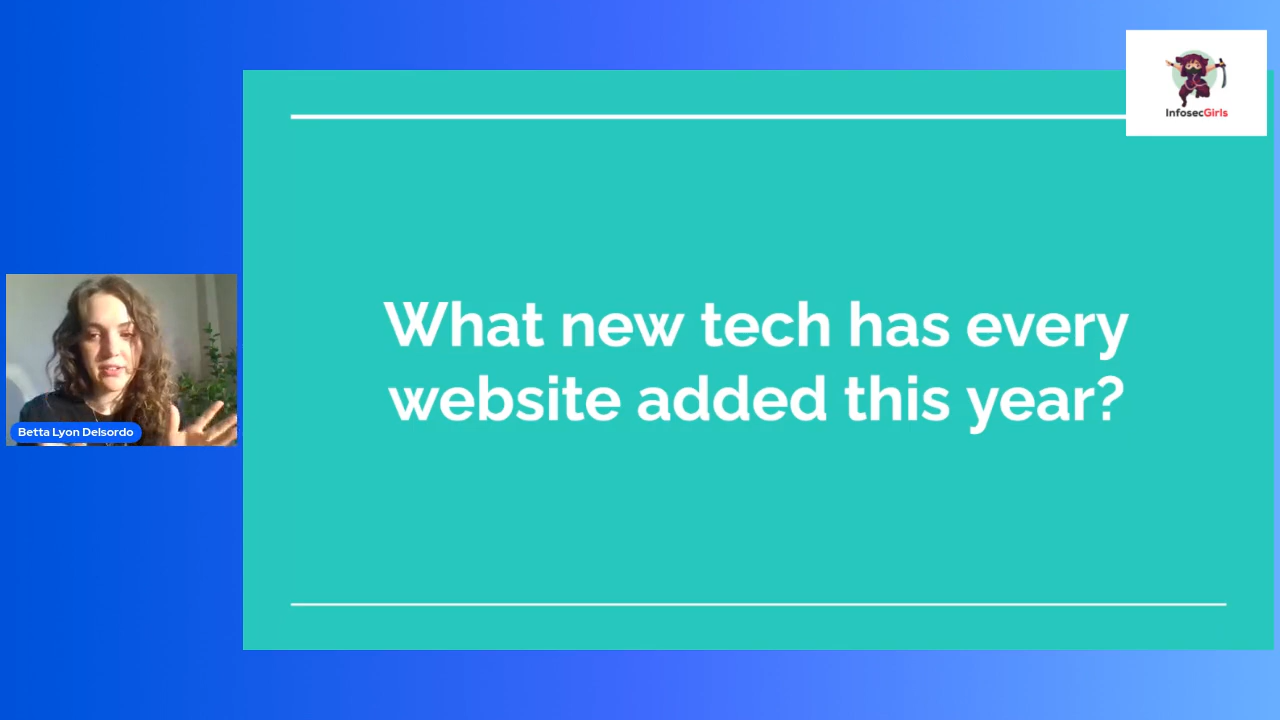 InfosecGirls
What new tech has every
website added this year?
Betta Lyon Delsordo